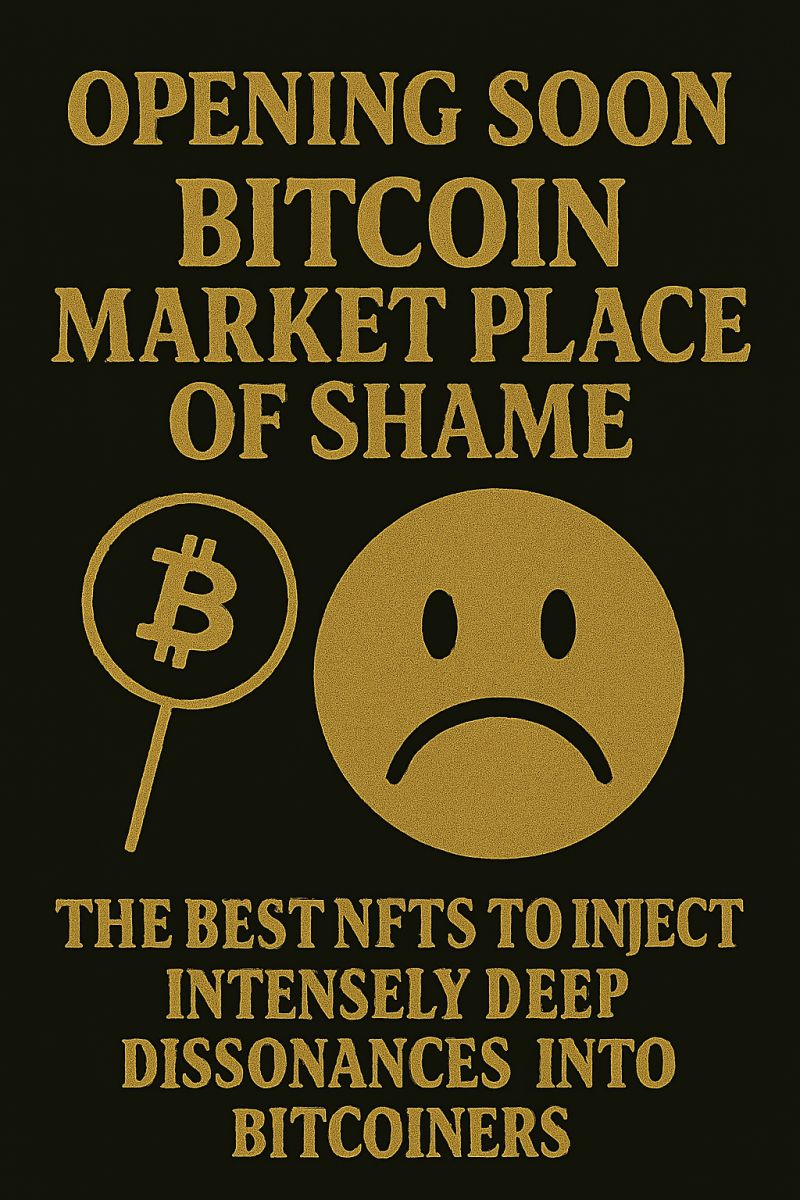 OPENING SOON
BITCOIN
MARKET PLACE
OF SHAME
THE BEST NFTS TO INJECT
INTENSELY DEEP
DISSONANCES INTO
BITCOINERS